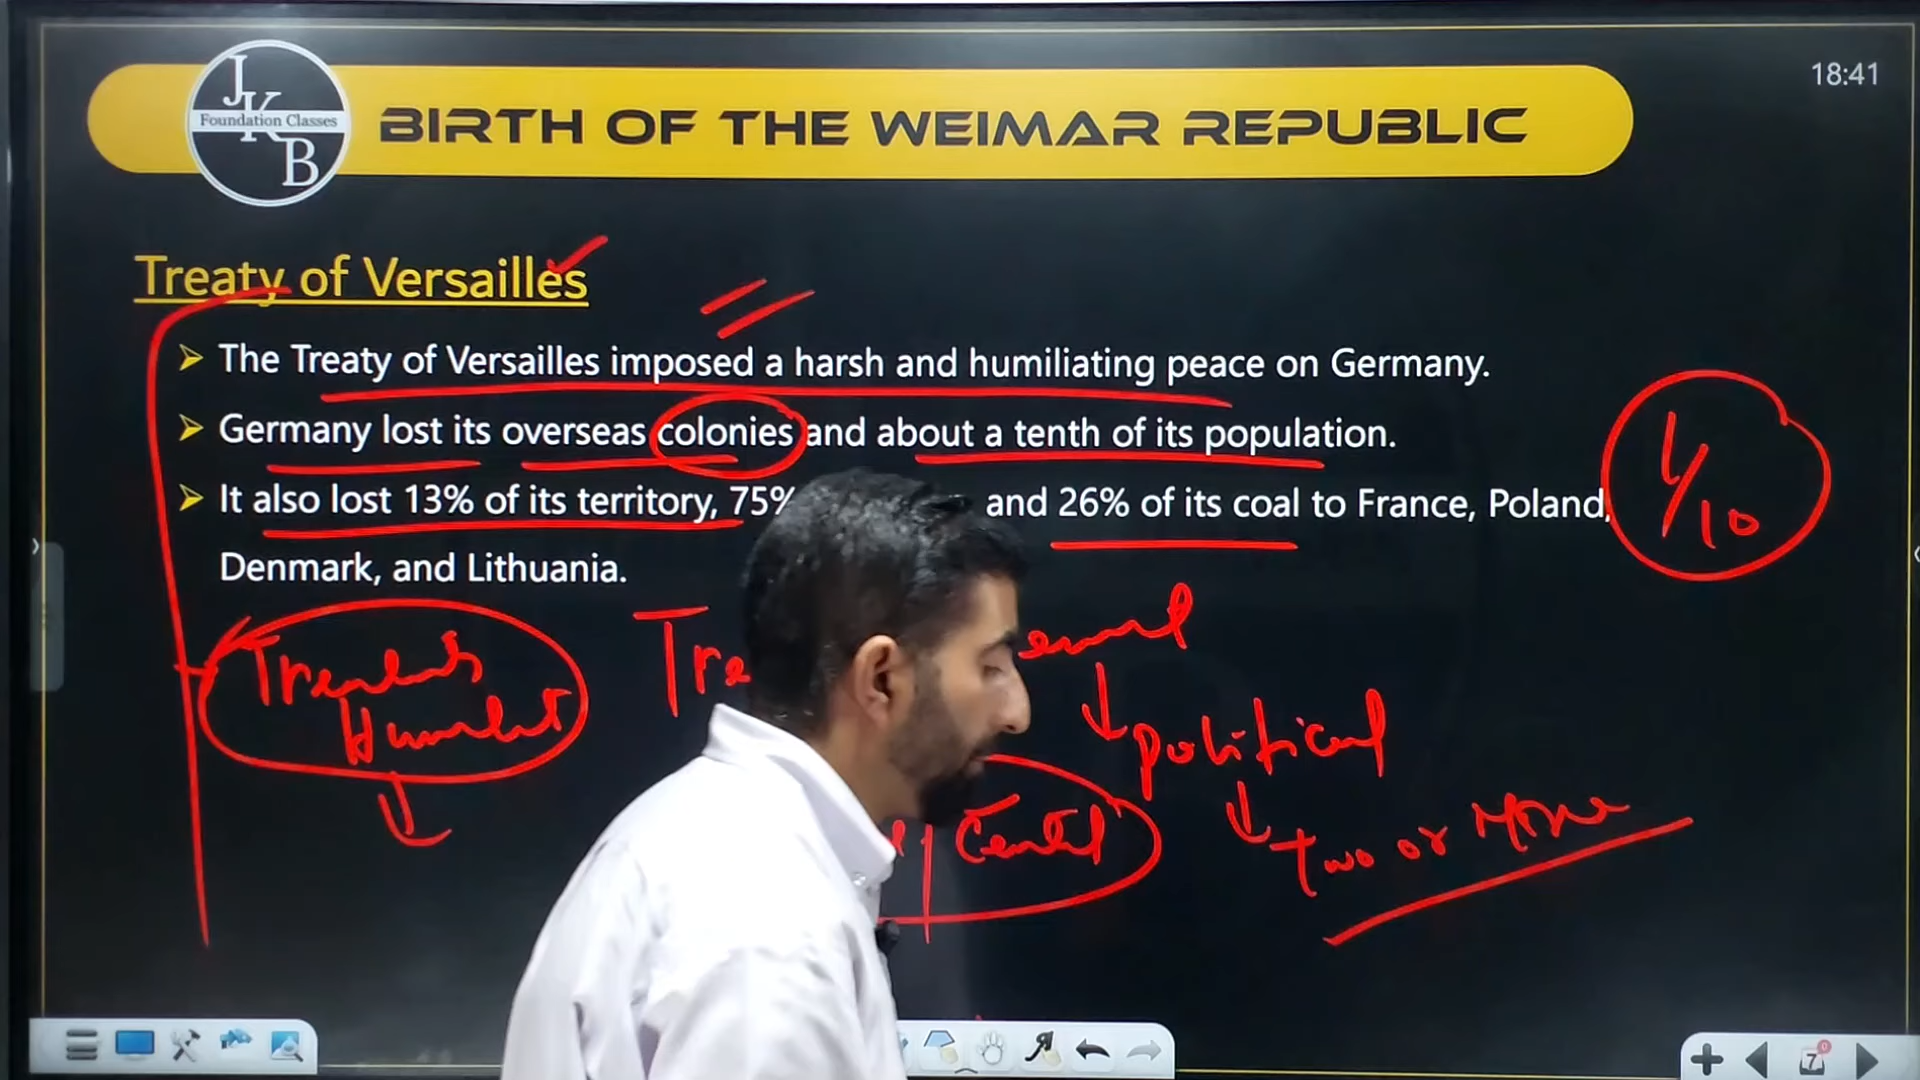 JKB
Foundation Classes
BIRTH OF THE WEIMAR REPUBLIC
18:41
Treaty of Versailles
The Treaty of Versailles imposed a harsh and humiliating peace on Germany.
Germany lost its overseas colonies and about a tenth of its population.
It also lost 13% of its territory, 75% and 26% of its coal to France, Poland,
Denmark, and Lithuania.
1/10
political
Two or More
7